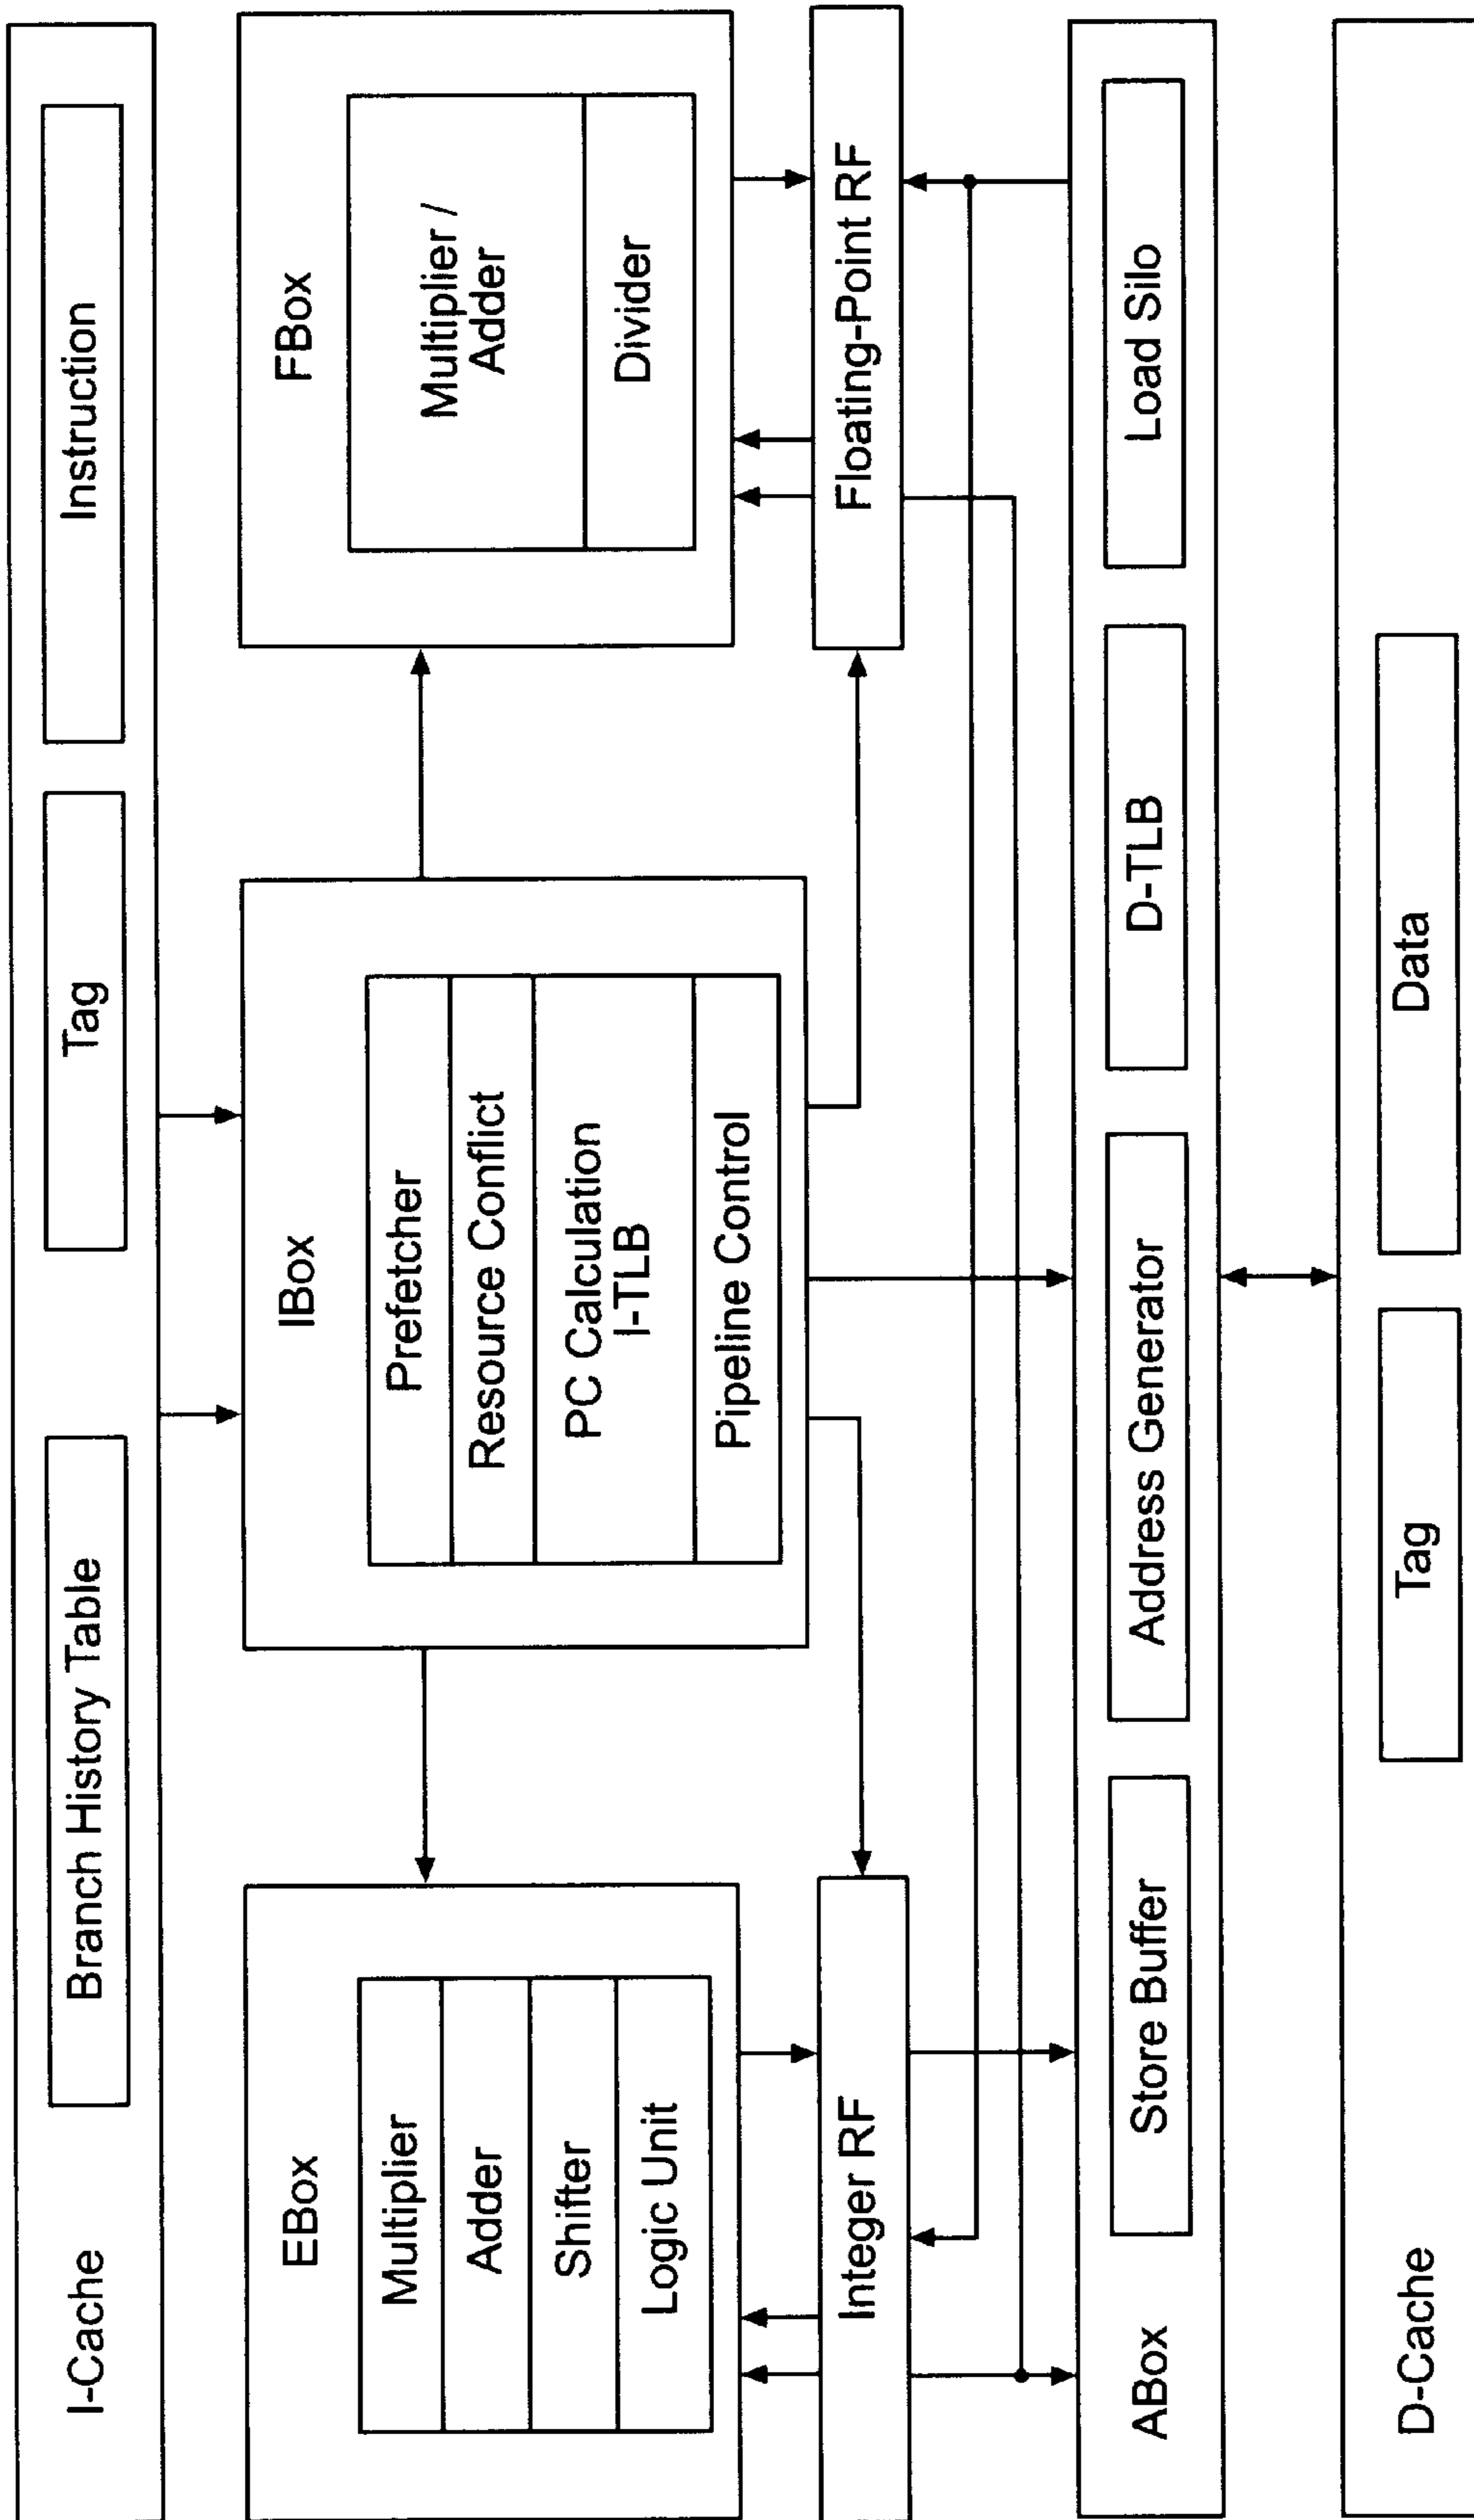 I-Cache
Branch History Table
Tag
Instruction
EBox
Multiplier
Adder
Shifter
Logic Unit
IBox
Prefetcher
Resource Conflict
PC Calculation
I-TLB
Pipeline Control
FBox
Multiplier /
Adder
Divider
Integer RF
Floating-Point RF
ABox
Store Buffer
Address Generator
D-TLB
Load Silo
D-Cache
Tag
Data